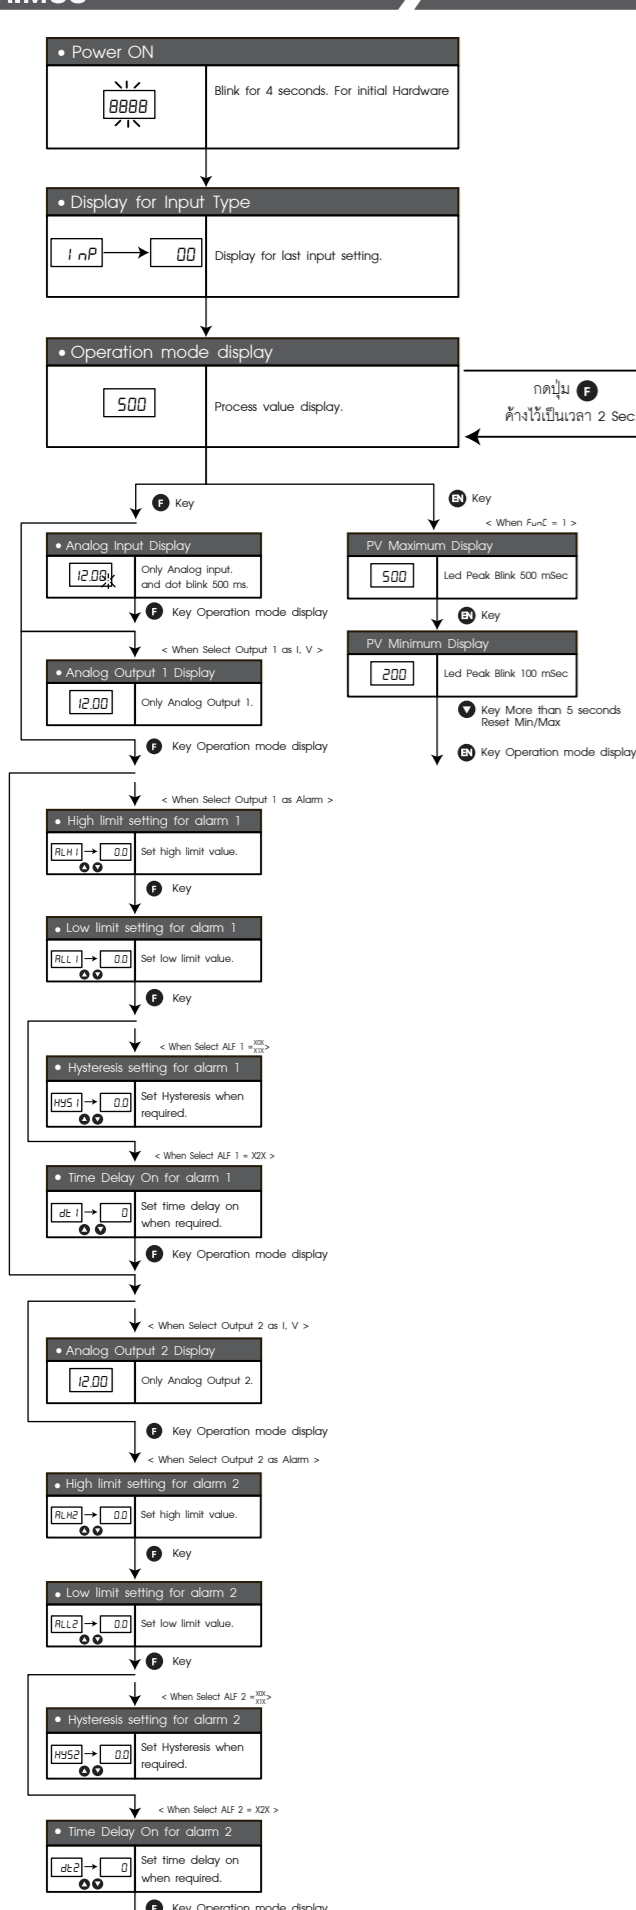 • Power ON
8888
Blink for 4 seconds. For initial Hardware
• Display for Input Type
InP
00
Display for last input setting.
• Operation mode display
500
Process value display.
กดปุ่ม F
ค้างไว้เป็นเวลา 2 Sec.
F Key
EN Key
< When FunC = 1 >
• Analog Input Display
12.00
Only Analog input.
and dot blink 500 ms.
PV Maximum Display
500
Led Peak Blink 500 mSec
F Key Operation mode display
EN Key
< When Select Output 1 as I, V >
PV Minimum Display
200
Led Peak Blink 100 mSec
• Analog Output 1 Display
12.00
Only Analog Output 1.
Key More than 5 seconds
Reset Min/Max
F Key Operation mode display
EN Key Operation mode display
< When Select Output 1 as Alarm >
• High limit setting for alarm 1
ALH1
0.0
Set high limit value.
F Key
• Low limit setting for alarm 1
ALL1
0.0
Set low limit value.
F Key
< When Select ALF 1 = X0X X1X >
• Hysteresis setting for alarm 1
HYS1
0.0
Set Hysteresis when
required.
< When Select ALF 1 = X2X >
• Time Delay On for alarm 1
dt1
0
Set time delay on
when required.
F Key Operation mode display
< When Select Output 2 as I, V >
• Analog Output 2 Display
12.00
Only Analog Output 2.
F Key Operation mode display
< When Select Output 2 as Alarm >
• High limit setting for alarm 2
ALH2
0.0
Set high limit value.
F Key
• Low limit setting for alarm 2
ALL2
0.0
Set low limit value.
F Key
< When Select ALF 2 = X0X X1X >
• Hysteresis setting for alarm 2
HYS2
0.0
Set Hysteresis when
required.
< When Select ALF 2 = X2X >
• Time Delay On for alarm 2
dt2
0
Set time delay on
when required.
F Key Operation mode display